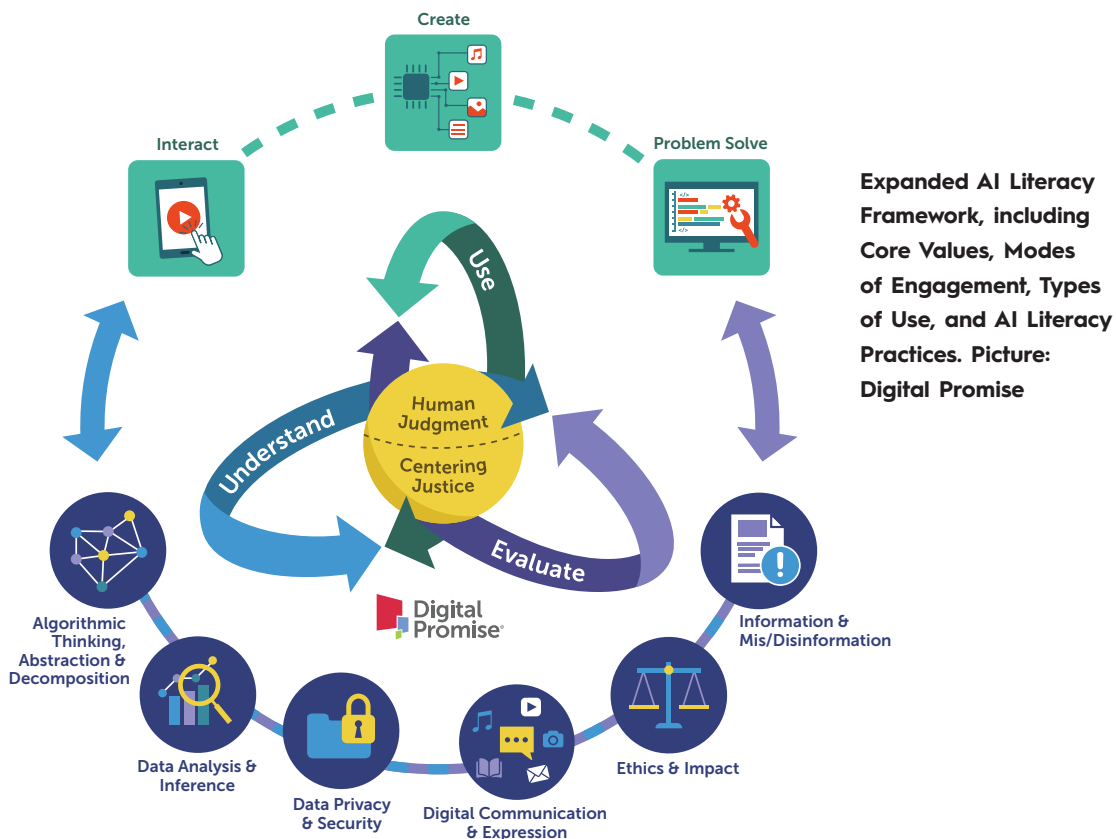 Create
Interact
Problem Solve
Expanded AI Literacy
Framework, including
Core Values, Modes
of Engagement, Types
of Use, and AI Literacy
Practices. Picture:
Digital Promise
Use
Understand
Human
Judgment
Centering
Justice
Evaluate
Digital
Promise®
Algorithmic
Thinking,
Abstraction &
Decomposition
Data Analysis &
Inference
Data Privacy
& Security
Digital Communication
& Expression
Ethics & Impact
Information &
Mis/Disinformation